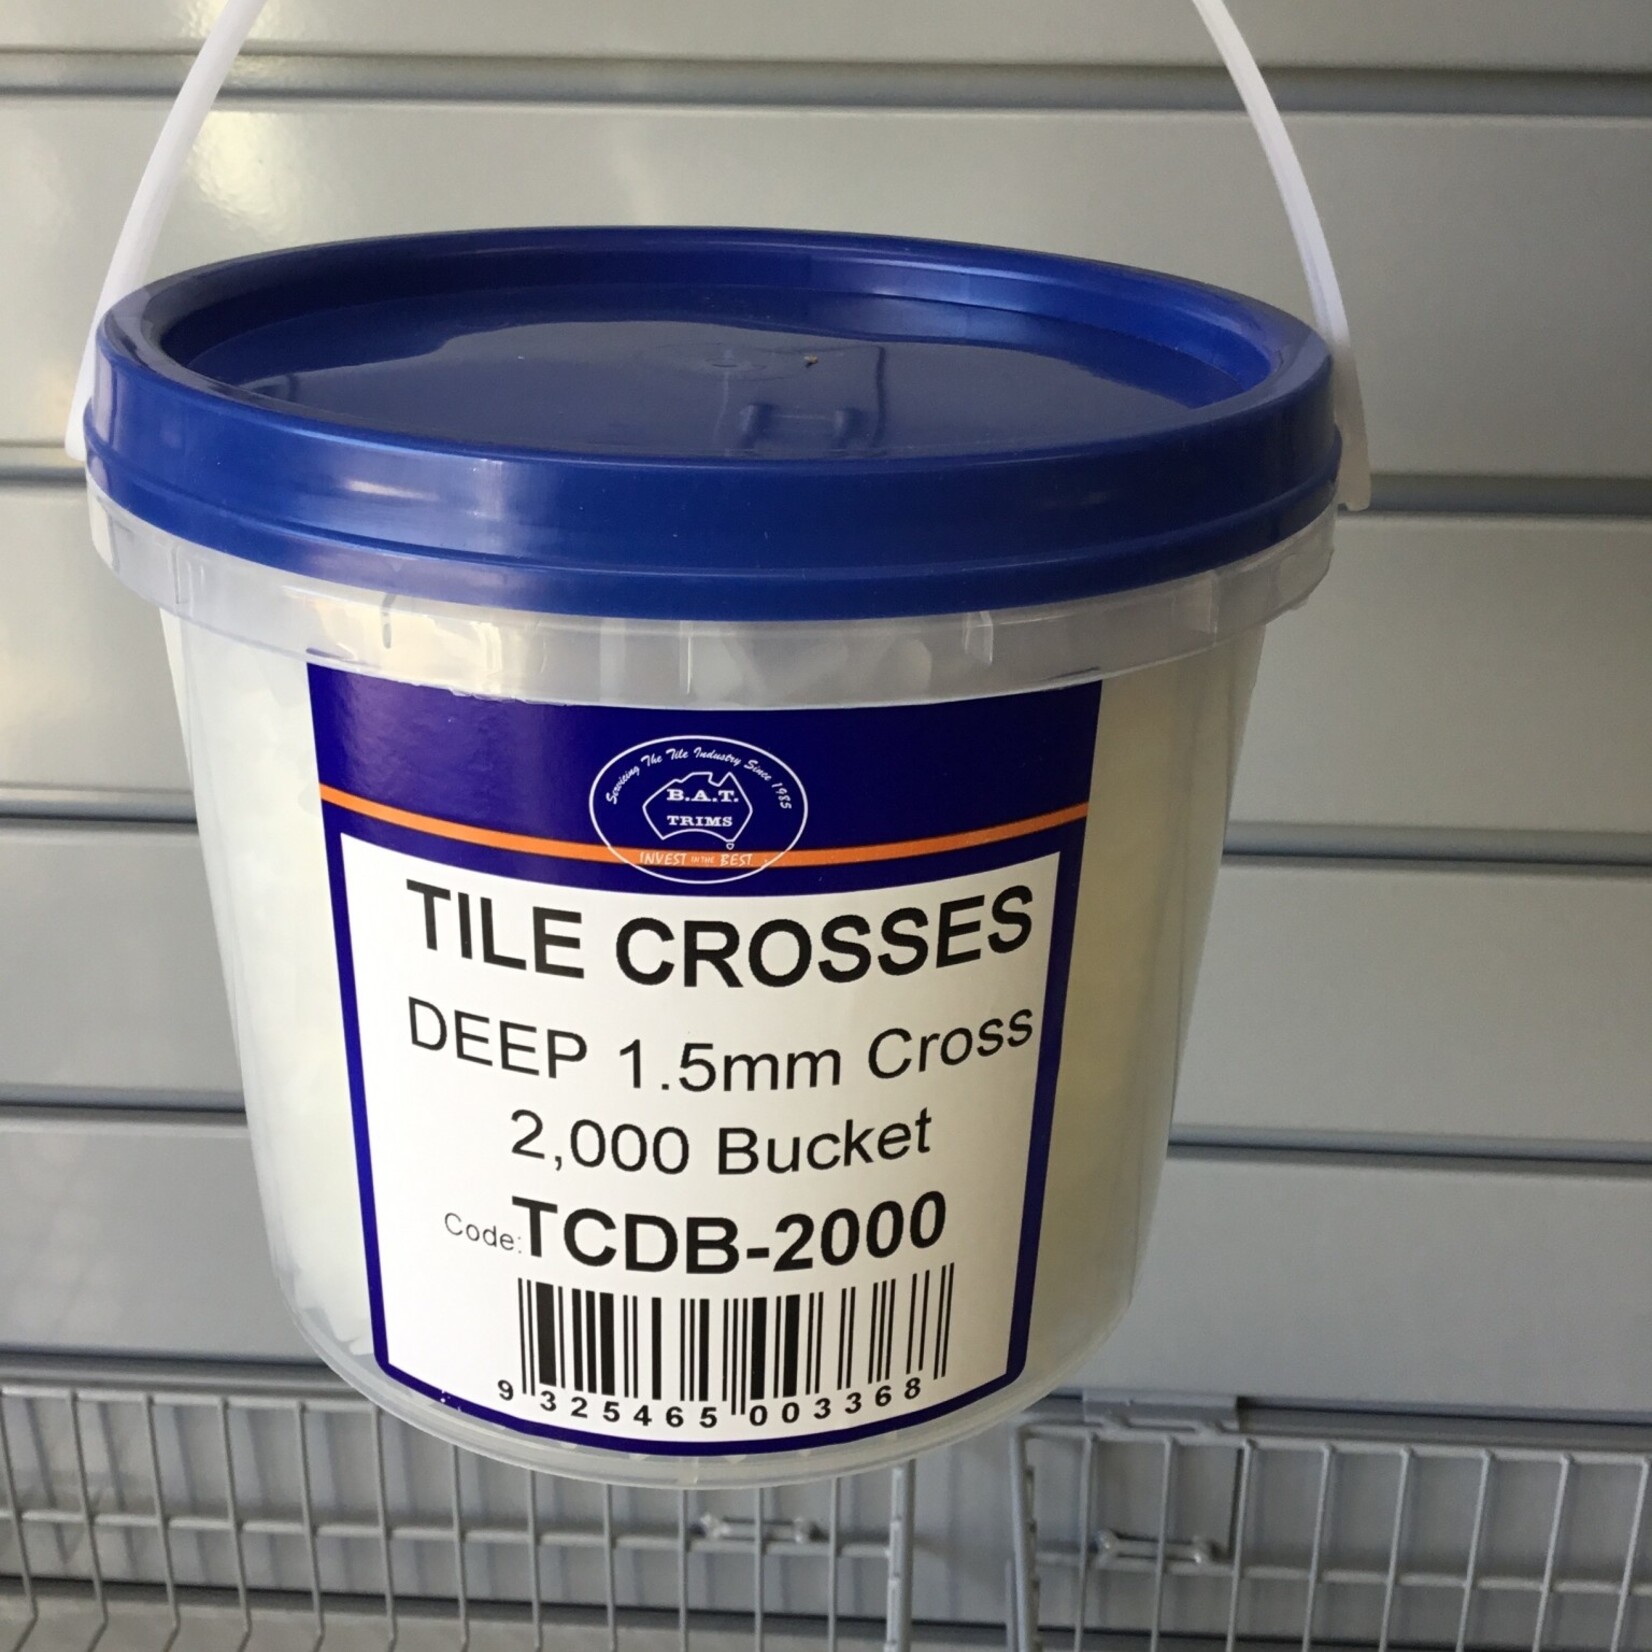 Servicing The Tile Industry Since 1985
B.A.T.
TRIMS
INVEST IN THE BEST
TILE CROSSES
DEEP 1.5mm Cross
2,000 Bucket
Code:TCDB-2000
9 325465 003368